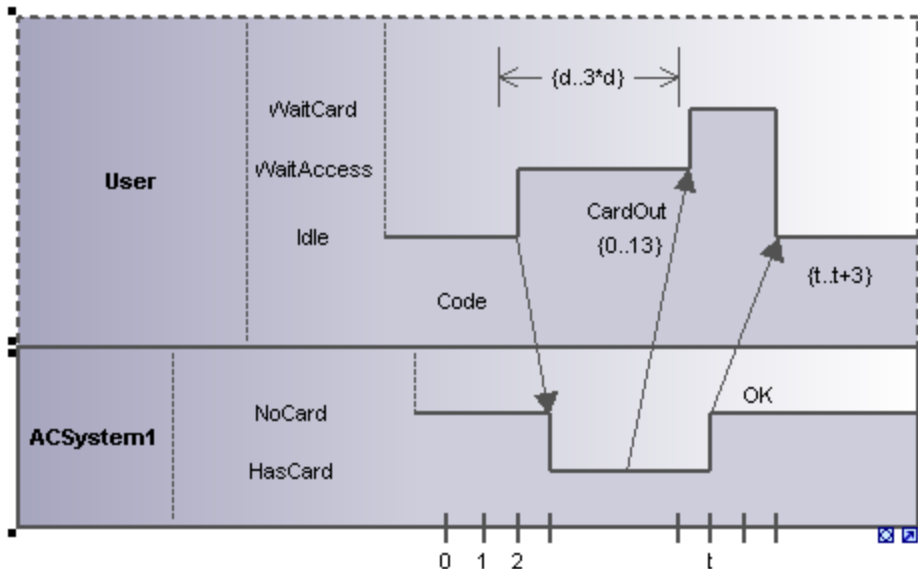 {d..3*d}
WaitCard
WaitAccess
User
CardOut
Idle
{0..13}
{t..t+3}
Code
OK
NoCard
ACSystem1
HasCard
0 1 2 t